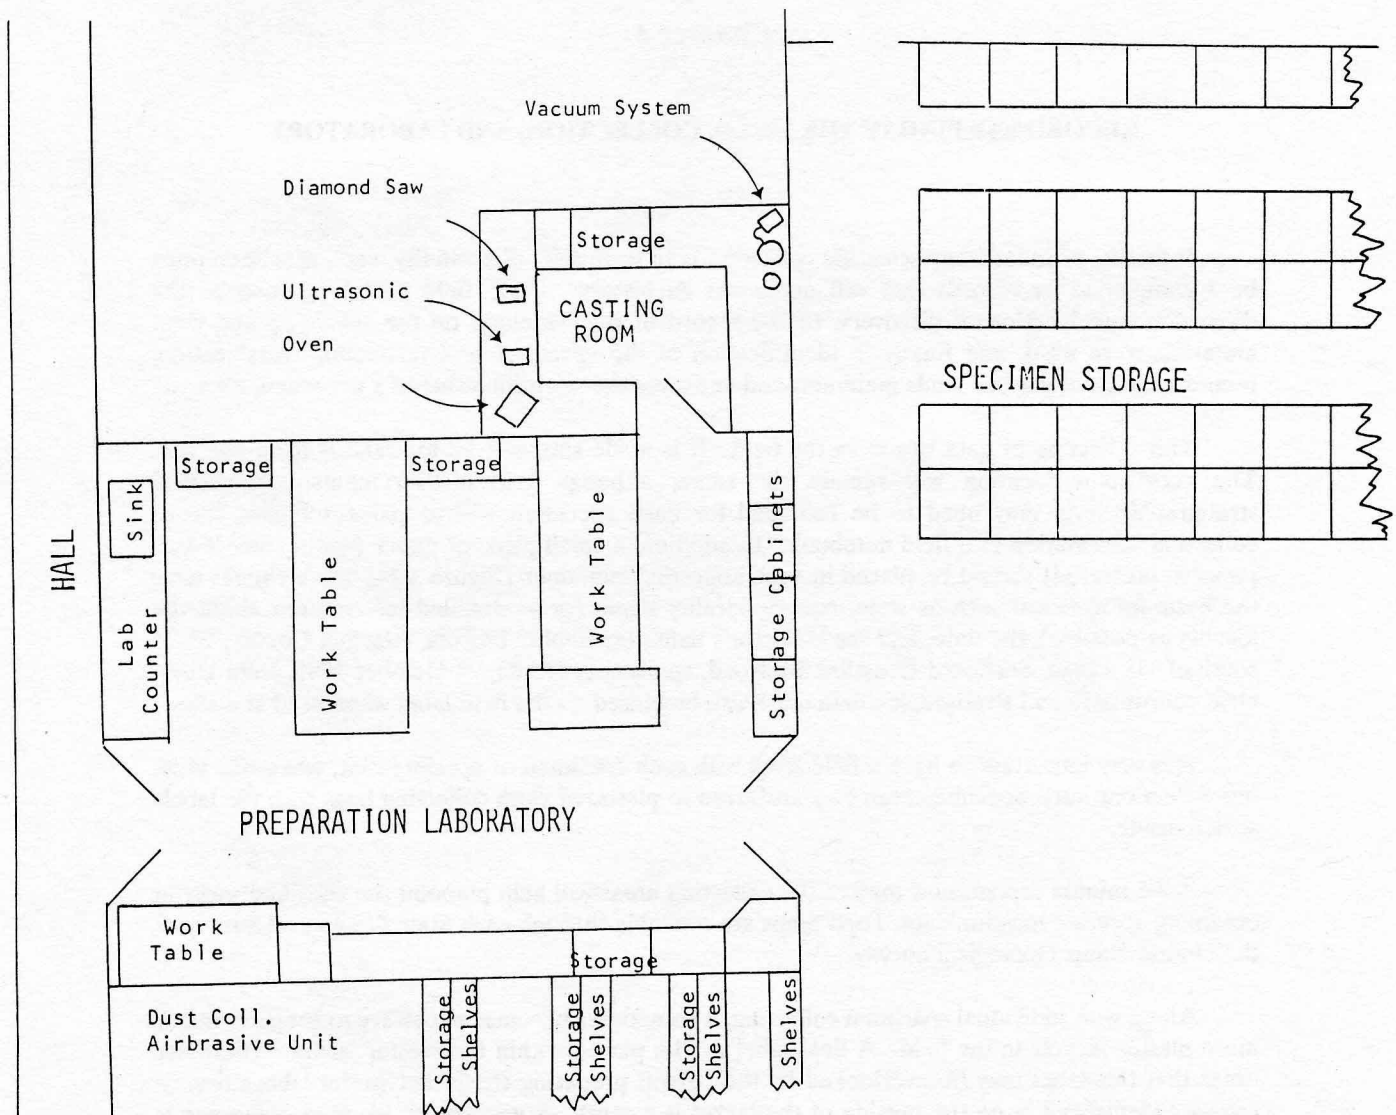 Vacuum System
Diamond Saw
Storage
Ultrasonic
CASTING
ROOM
Oven
SPECIMEN STORAGE
Storage
Storage
Sink
HALL
Lab
Counter
Work Table
Work Table
Storage Cabinets
PREPARATION LABORATORY
Work
Table
Storage
Dust Coll.
Airbrasive Unit
Storage
Shelves
Storage
Shelves
Storage
Shelves
Shelves